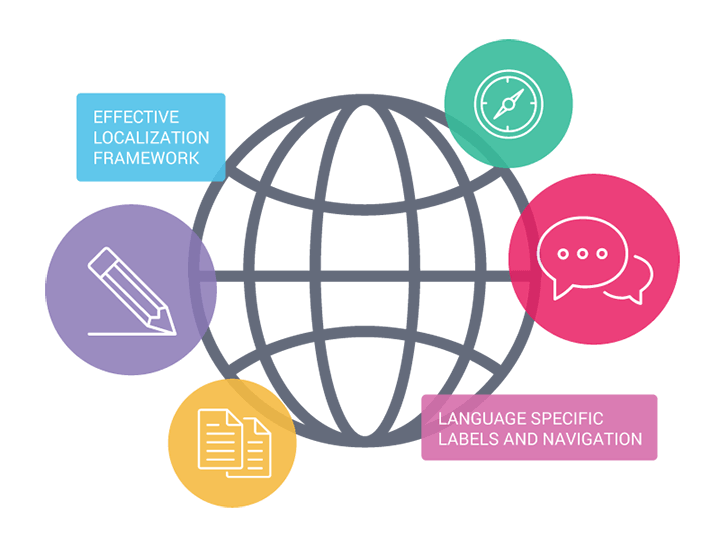 EFFECTIVE
LOCALIZATION
FRAMEWORK
LANGUAGE SPECIFIC
LABELS AND NAVIGATION